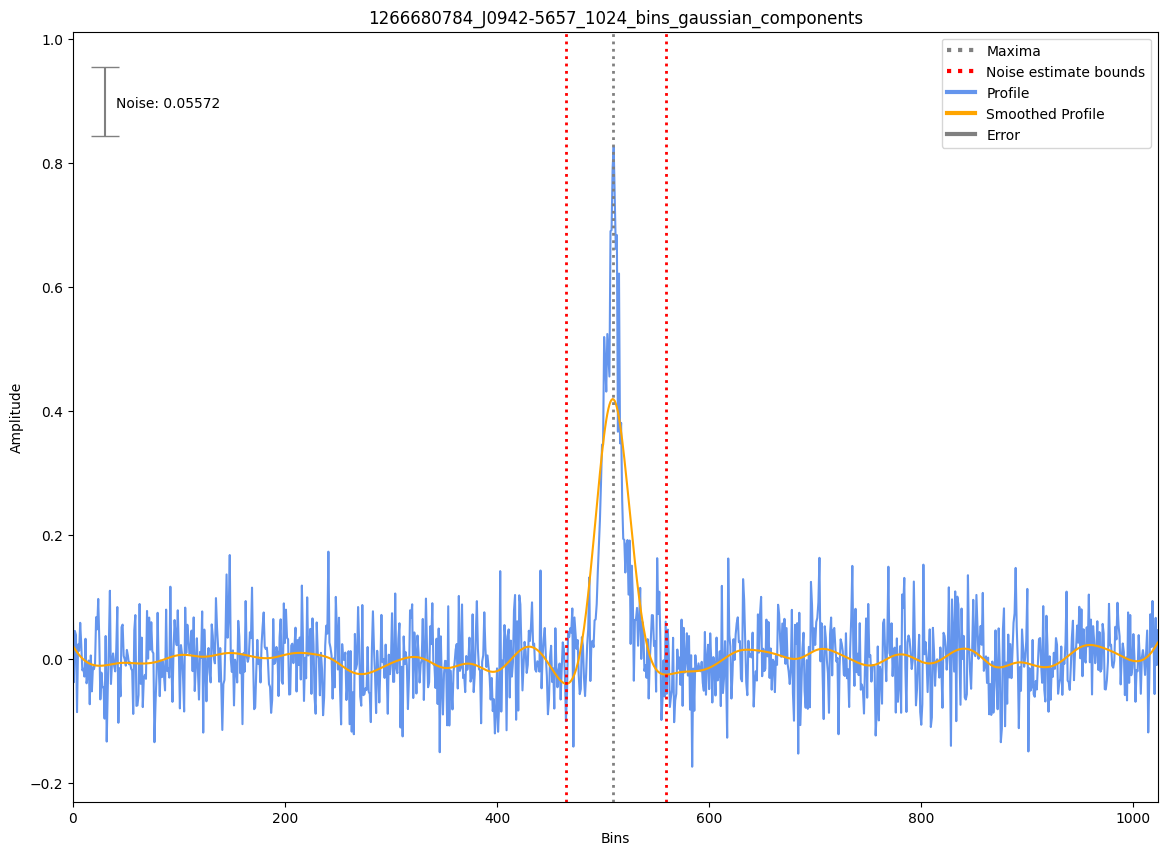 1266680784_J0942-5657_1024_bins_gaussian_components
Maxima
Noise estimate bounds
Profile
Smoothed Profile
Error
Noise: 0.05572
1.0
0.8
0.6
0.4
0.2
0.0
−0.2
Amplitude
0 200 400 600 800 1000
Bins